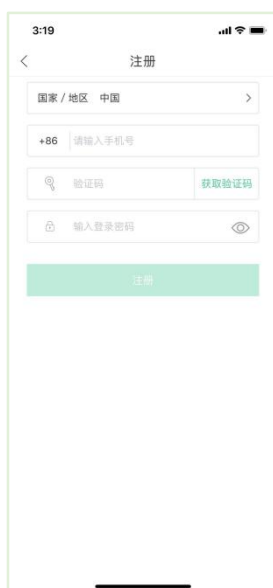 3:19
注册
国家 / 地区 中国
+86 请输入手机号
验证码 获取验证码
输入登录密码
注册